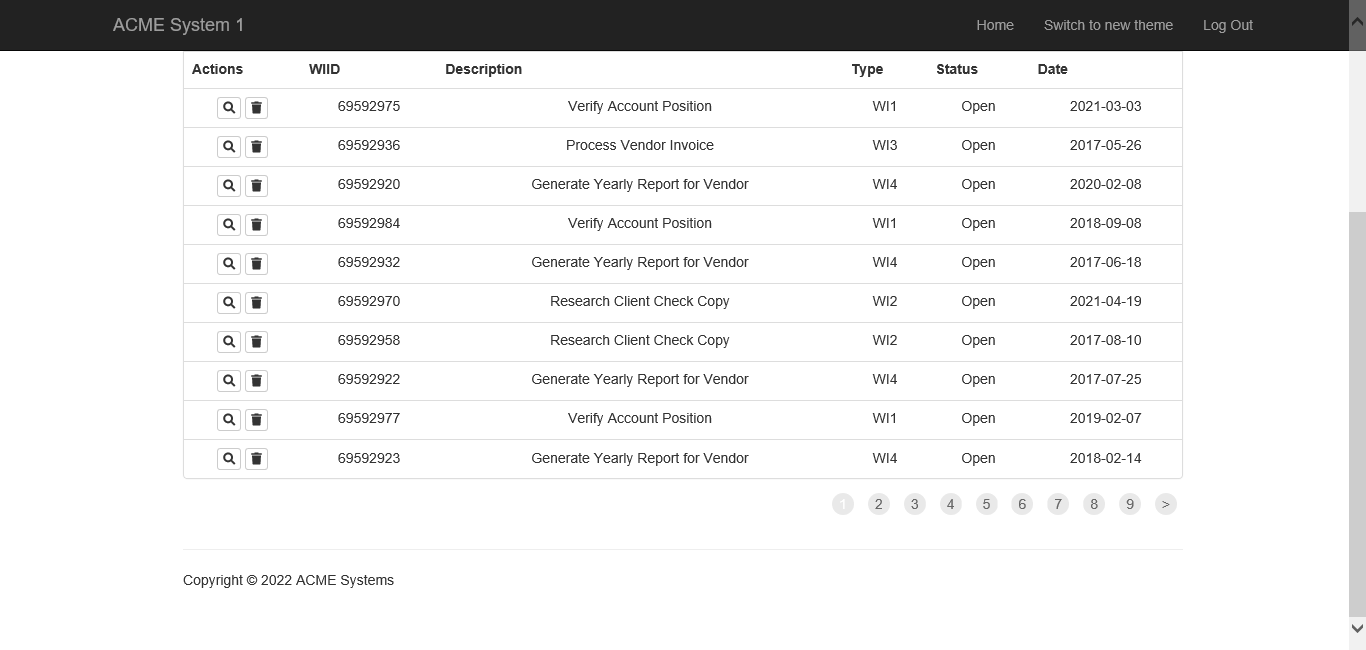 ACME System 1 Home Switch to new theme Log Out
Actions WIID Description Type Status Date
69592975 Verify Account Position WI1 Open 2021-03-03
69592936 Process Vendor Invoice WI3 Open 2017-05-26
69592920 Generate Yearly Report for Vendor WI4 Open 2020-02-08
69592984 Verify Account Position WI1 Open 2018-09-08
69592932 Generate Yearly Report for Vendor WI4 Open 2017-06-18
69592970 Research Client Check Copy WI2 Open 2021-04-19
69592958 Research Client Check Copy WI2 Open 2017-08-10
69592922 Generate Yearly Report for Vendor WI4 Open 2017-07-25
69592977 Verify Account Position WI1 Open 2019-02-07
69592923 Generate Yearly Report for Vendor WI4 Open 2018-02-14
1 2 3 4 5 6 7 8 9 >
Copyright © 2022 ACME Systems